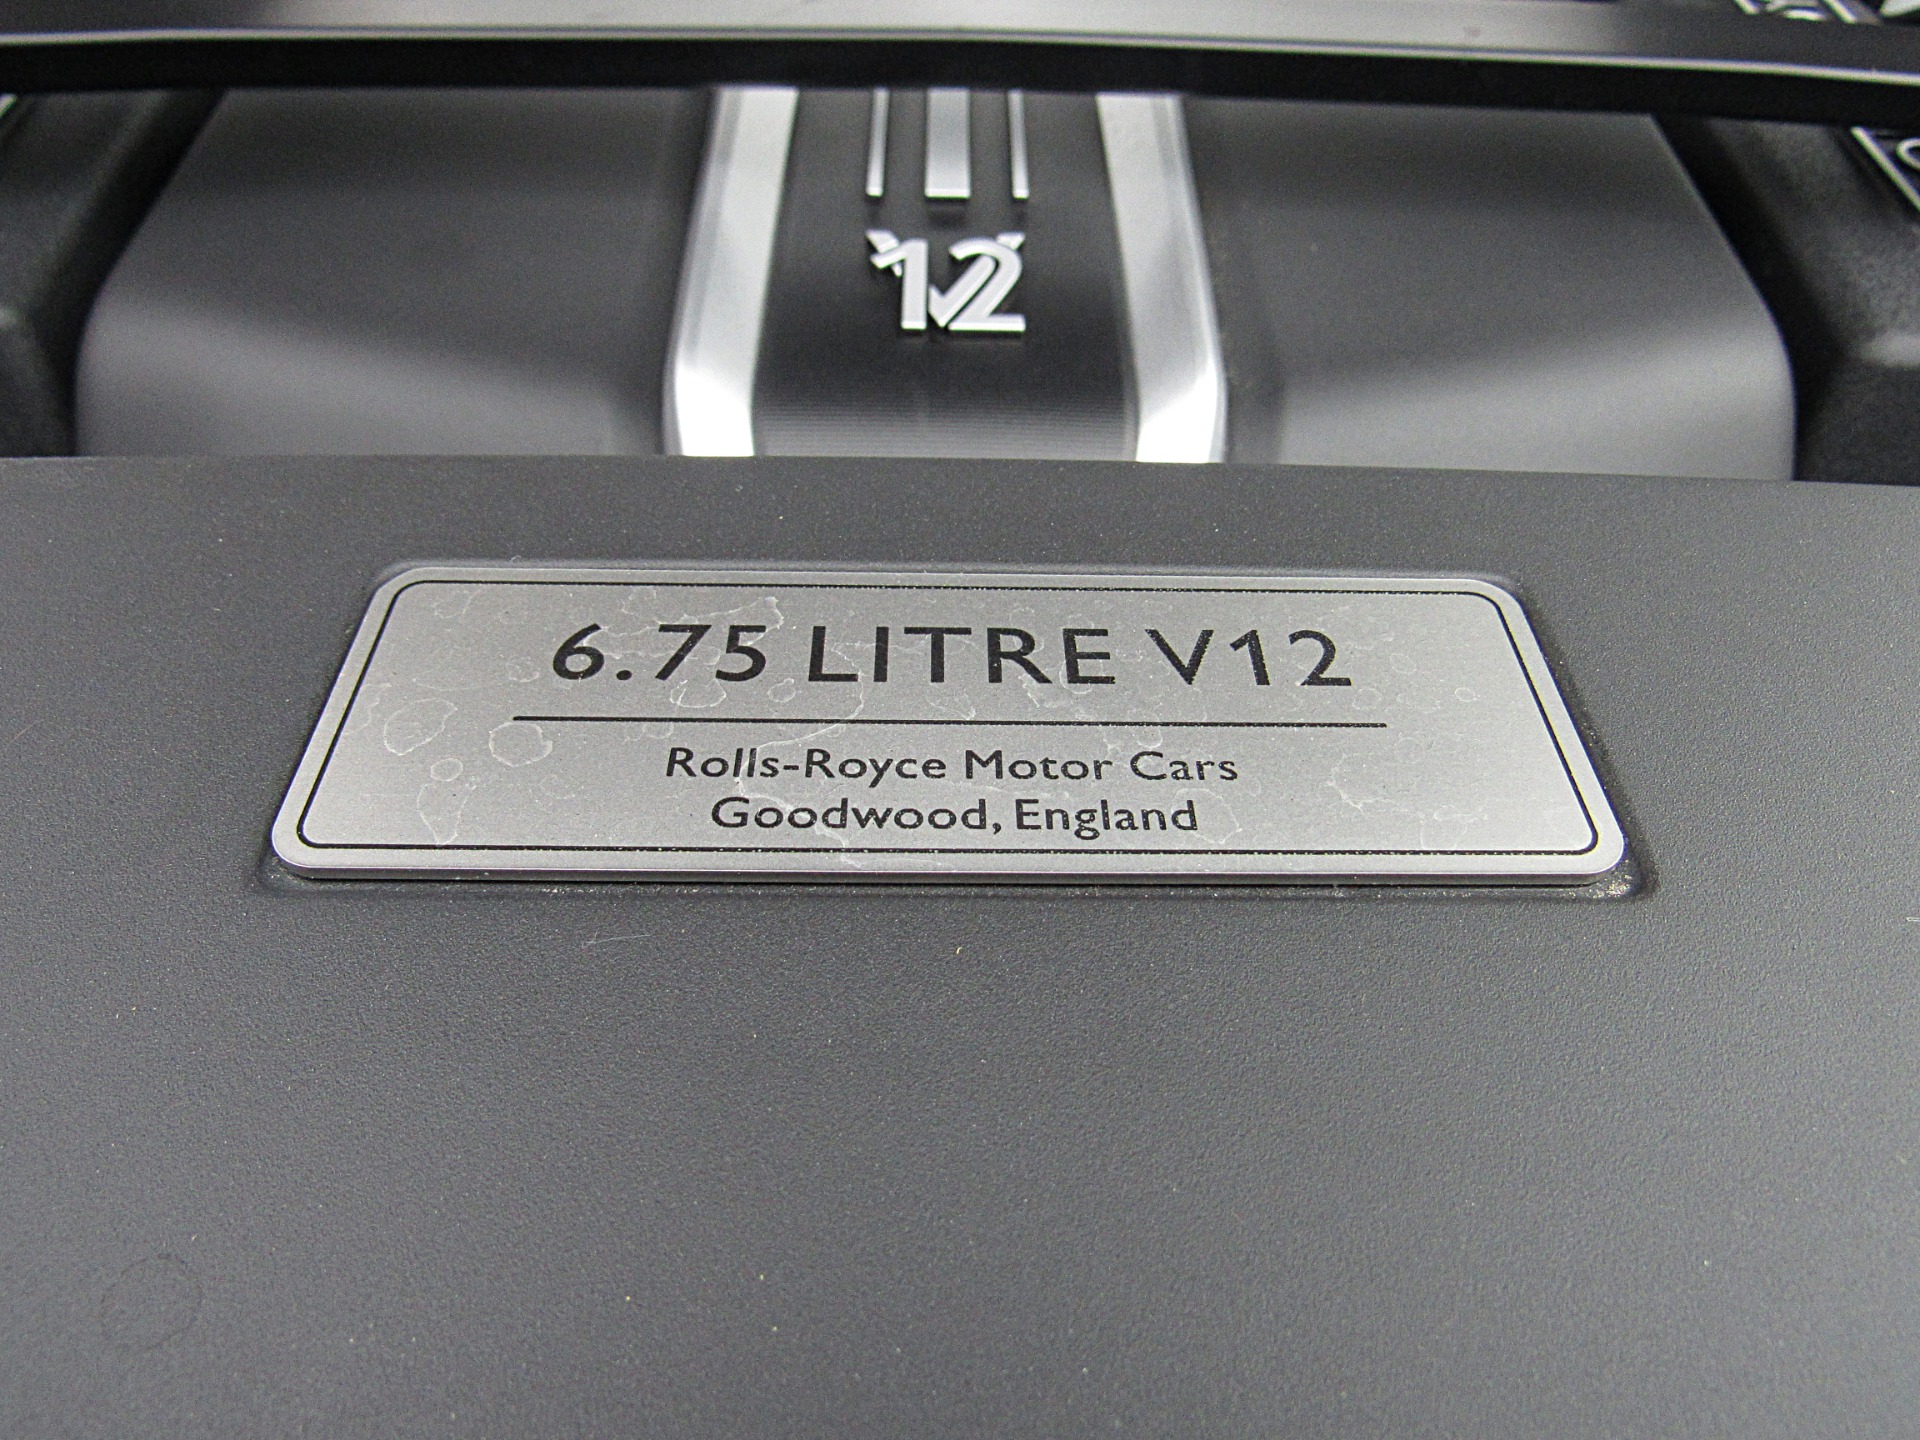 V12
6.75 LITRE V12
Rolls-Royce Motor Cars
Goodwood, England